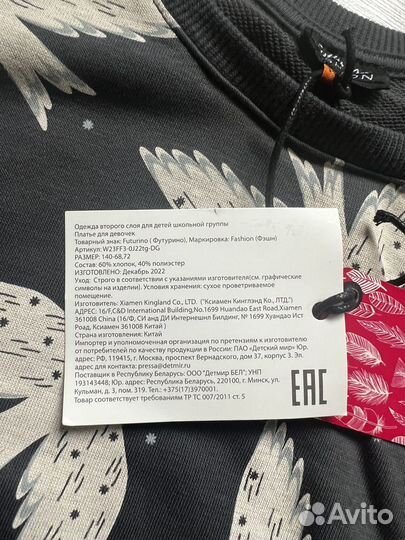 Одежда второго слоя для детей школьной группы
Платье для девочек
Товарный знак: Futurino ( Футурино), Маркировка: Fashion (Фэшн)
Артикул: W23FF3-0J22tg-DG
РАЗМЕР: 140-68,72
Состав: 60% хлопок, 40% полиэстер
ИЗГОТОВЛЕНО: Декабрь 2022
Уход: Строго в соответствии с указаниями изготовителя(см. графические
символы на изделии). Условия хранения: сухое проветриваемое
помещение.
Изготовитель: Xiamen Kingland Co., LTD. ("Ксиамен Кинглэнд Ко, ЛТД.")
АДРЕС: 16/F,C&D International Building,No.1699 Huandao East Road,Xiamen
361008 China (16/Ф, СИ анд ДИ Интернешнл Билдинг, № 1699 Хуандао Ист
Роад, Ксиамен 361008 Китай )
Страна изготовления: Китай
Импортер и уполномоченная организация по претензиям к изготовителю
от потребителей по качеству продукции в России: ПАО «Детский мир» Юр.
адрес: РФ, 119415, г. Москва, проспект Вернадского, дом 37, корпус 3. Эл.
адрес для контакта: pressa@detmir.ru
Поставщик в Республику Беларусь: ООО "Детмир БЕЛ"; УНП
193143448; Юр. адрес: Республика Беларусь, 220100, г. Минск, ул.
Кульман, д. 3, пом. 319. Тел.: +375(17)3970001.
Товар соответствует требованиям ТР ТС 007/2011 ст. 5
EAC
Avito